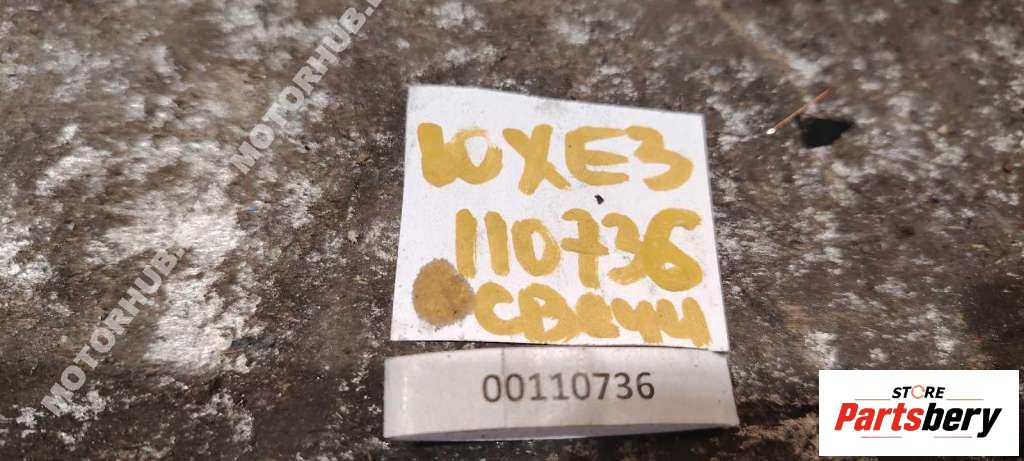 MOTORHUB.
MOTORHUB.
10XE3
110736
СВечи
00110736
STORE
Partsbery